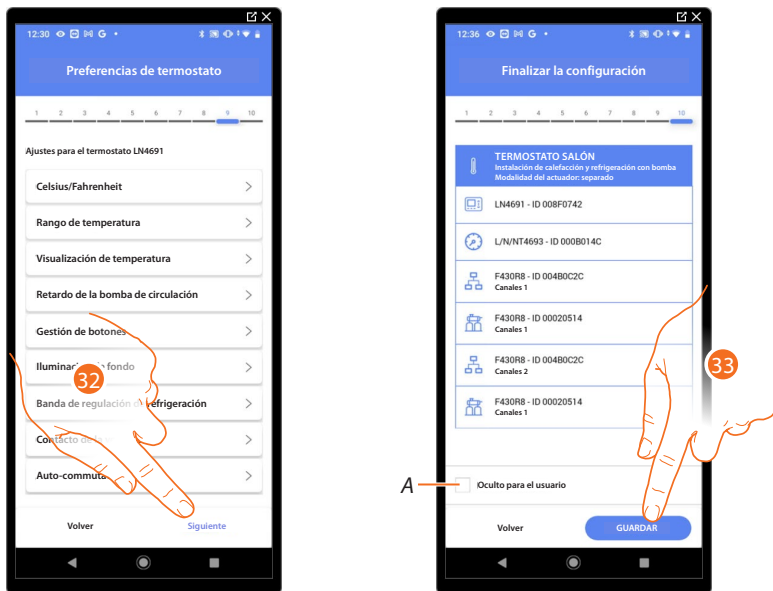 12:30
Preferencias de termostato
1 2 3 4 5 6 7 8 9 10
Ajustes para el termostato LN4691
Celsius/Fahrenheit
Rango de temperatura
Visualización de temperatura
Retardo de la bomba de circulación
Gestión de botones
fondo
32
Banda de regulación refrigeración
Volver
Siguiente
12:36
Finalizar la configuración
1 2 3 4 5 6 7 8 9 10
TERMOSTATO SALÓN
Instalación de calefacción y refrigeración con bomba
Modalidad del actuador: separado
LN4691 - ID 008F0742
L/N/NT4693 - ID 000B014C
F430R8 - ID 004B0C2C
Canales 1
F430R8 - ID 00020514
Canales 1
F430R8 - ID 004B0C2C
Canales 2
F430R8 - ID 00020514
Canales 1
33
A
Oculto para el usuario
Volver
GUARDAR